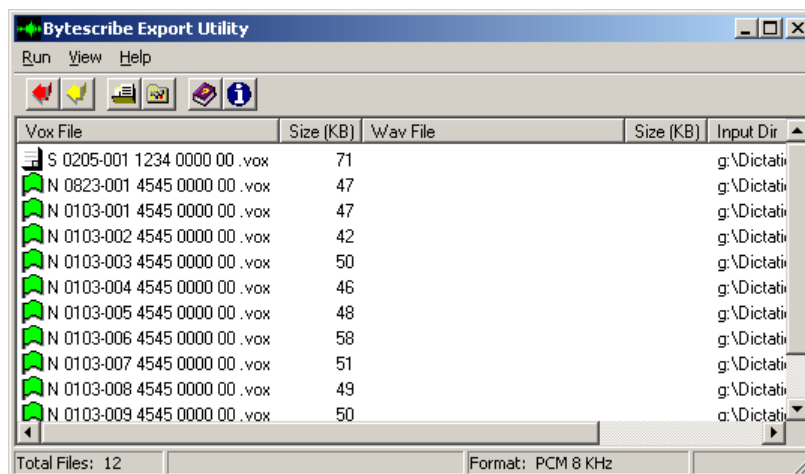 Bytescribe Export Utility
Run View Help
Vox File Size (KB) Wav File Size (KB) Input Dir
S 0205-001 1234 0000 00 .vox 71 g:\Dictati
N 0823-001 4545 0000 00 .vox 47 g:\Dictati
N 0103-001 4545 0000 00 .vox 47 g:\Dictati
N 0103-002 4545 0000 00 .vox 42 g:\Dictati
N 0103-003 4545 0000 00 .vox 50 g:\Dictati
N 0103-004 4545 0000 00 .vox 46 g:\Dictati
N 0103-005 4545 0000 00 .vox 48 g:\Dictati
N 0103-006 4545 0000 00 .vox 58 g:\Dictati
N 0103-007 4545 0000 00 .vox 51 g:\Dictati
N 0103-008 4545 0000 00 .vox 49 g:\Dictati
N 0103-009 4545 0000 00 .vox 50 g:\Dictati
Total Files: 12 Format: PCM 8 KHz